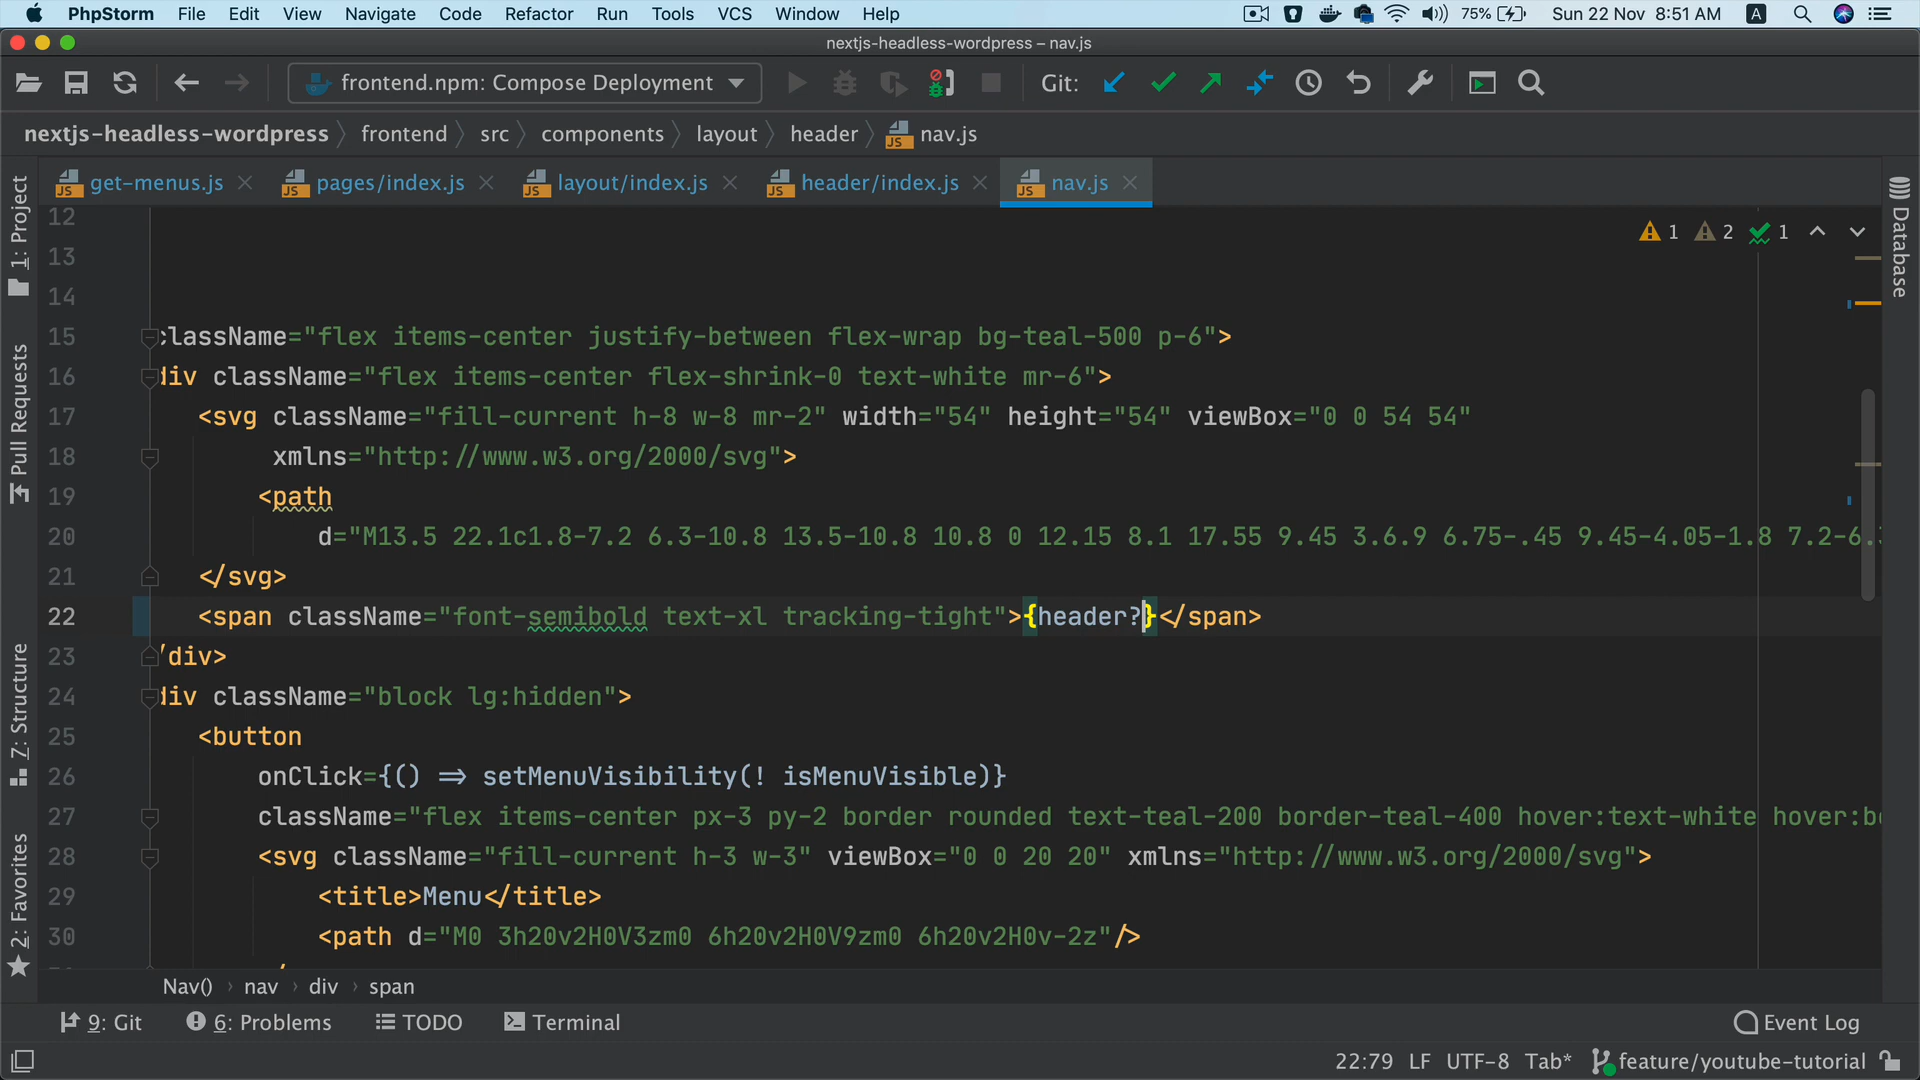 PhpStorm File Edit View Navigate Code Refactor Run Tools VCS Window Help 75% Sun 22 Nov 8:51 AM A
nextjs-headless-wordpress – nav.js
frontend.npm: Compose Deployment Git:
nextjs-headless-wordpress frontend src components layout header JS nav.js
JS get-menus.js JS pages/index.js JS layout/index.js JS header/index.js JS nav.js
1: Project
Pull Requests
Z: Structure
2: Favorites
Database
1 2 1
12
13
14
15 className="flex items-center justify-between flex-wrap bg-teal-500 p-6">
16 div className="flex items-center flex-shrink-0 text-white mr-6">
17 <svg className="fill-current h-8 w-8 mr-2" width="54" height="54" viewBox="0 0 54 54"
18 xmlns="http://www.w3.org/2000/svg">
19 <path
20 d="M13.5 22.1c1.8-7.2 6.3-10.8 13.5-10.8 10.8 0 12.15 8.1 17.55 9.45 3.6.9 6.75-.45 9.45-4.05-1.8 7.2-6.
21 </svg>
22 <span className="font-semibold text-xl tracking-tight">{header?}</span>
23 /div>
24 div className="block lg:hidden">
25 <button
26 onClick={() => setMenuVisibility(! isMenuVisible)}
27 className="flex items-center px-3 py-2 border rounded text-teal-200 border-teal-400 hover:text-white hover:b
28 <svg className="fill-current h-3 w-3" viewBox="0 0 20 20" xmlns="http://www.w3.org/2000/svg">
29 <title>Menu</title>
30 <path d="M0 3h20v2H0V3zm0 6h20v2H0V9zm0 6h20v2H0v-2z"/>
Nav() nav div span
9: Git 6: Problems TODO Terminal Event Log
22:79 LF UTF-8 Tab* feature/youtube-tutorial